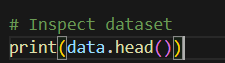 # Inspect dataset
print(data.head())